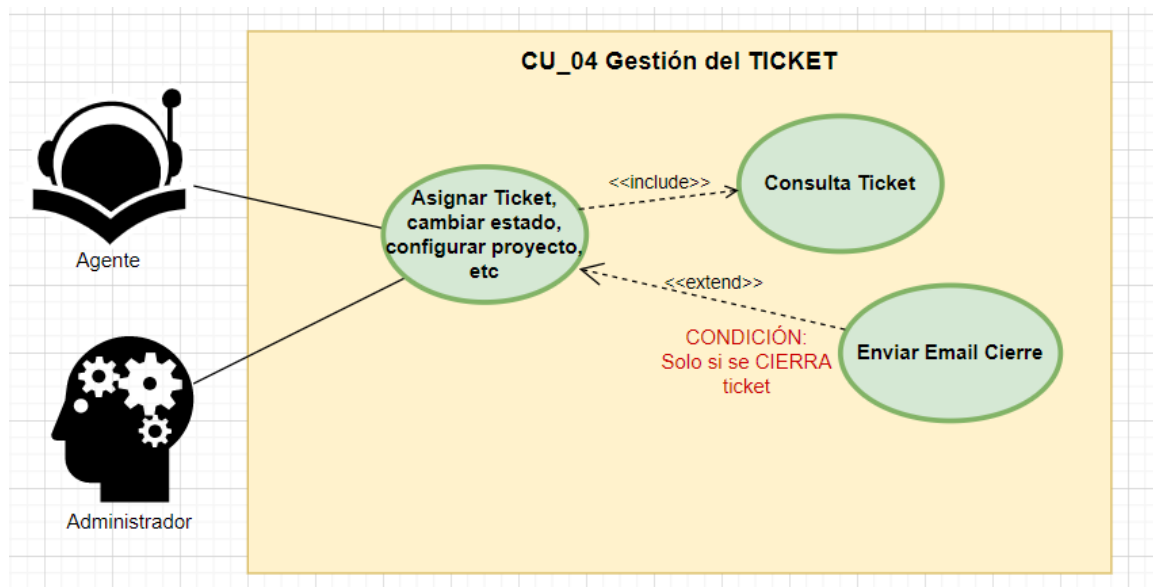 CU_04 Gestión del TICKET
Agente
Asignar Ticket,
cambiar estado,
configurar proyecto,
etc
<<include>>
Consulta Ticket
<<extend>>
CONDICIÓN:
Solo si se CIERRA
ticket
Enviar Email Cierre
Administrador